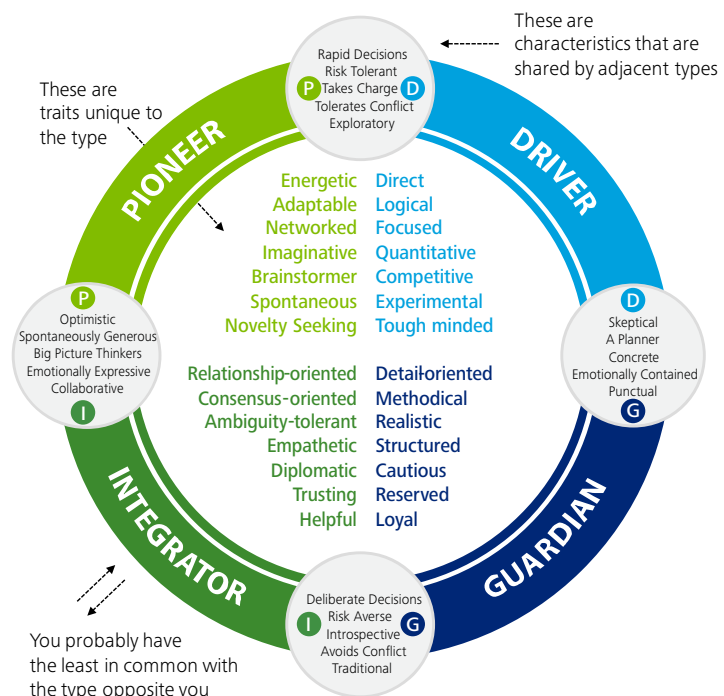 These are
characteristics that are
shared by adjacent types
Rapid Decisions
Risk Tolerant
P Takes Charge D
Tolerates Conflict
Exploratory
These are
traits unique to
the type
PIONEER
DRIVER
Energetic Direct
Adaptable Logical
Networked Focused
Imaginative Quantitative
Brainstormer Competitive
Spontaneous Experimental
Novelty Seeking Tough minded
P
Optimistic
Spontaneously Generous
Big Picture Thinkers
Emotionally Expressive
Collaborative
I
D
Skeptical
A Planner
Concrete
Emotionally Contained
Punctual
G
Relationship-oriented Detail-oriented
Consensus-oriented Methodical
Ambiguity-tolerant Realistic
Empathetic Structured
Diplomatic Cautious
Trusting Reserved
Helpful Loyal
INTEGRATOR
GUARDIAN
Deliberate Decisions
Risk Averse
I Introspective G
Avoids Conflict
Traditional
You probably have
the least in common with
the type opposite you